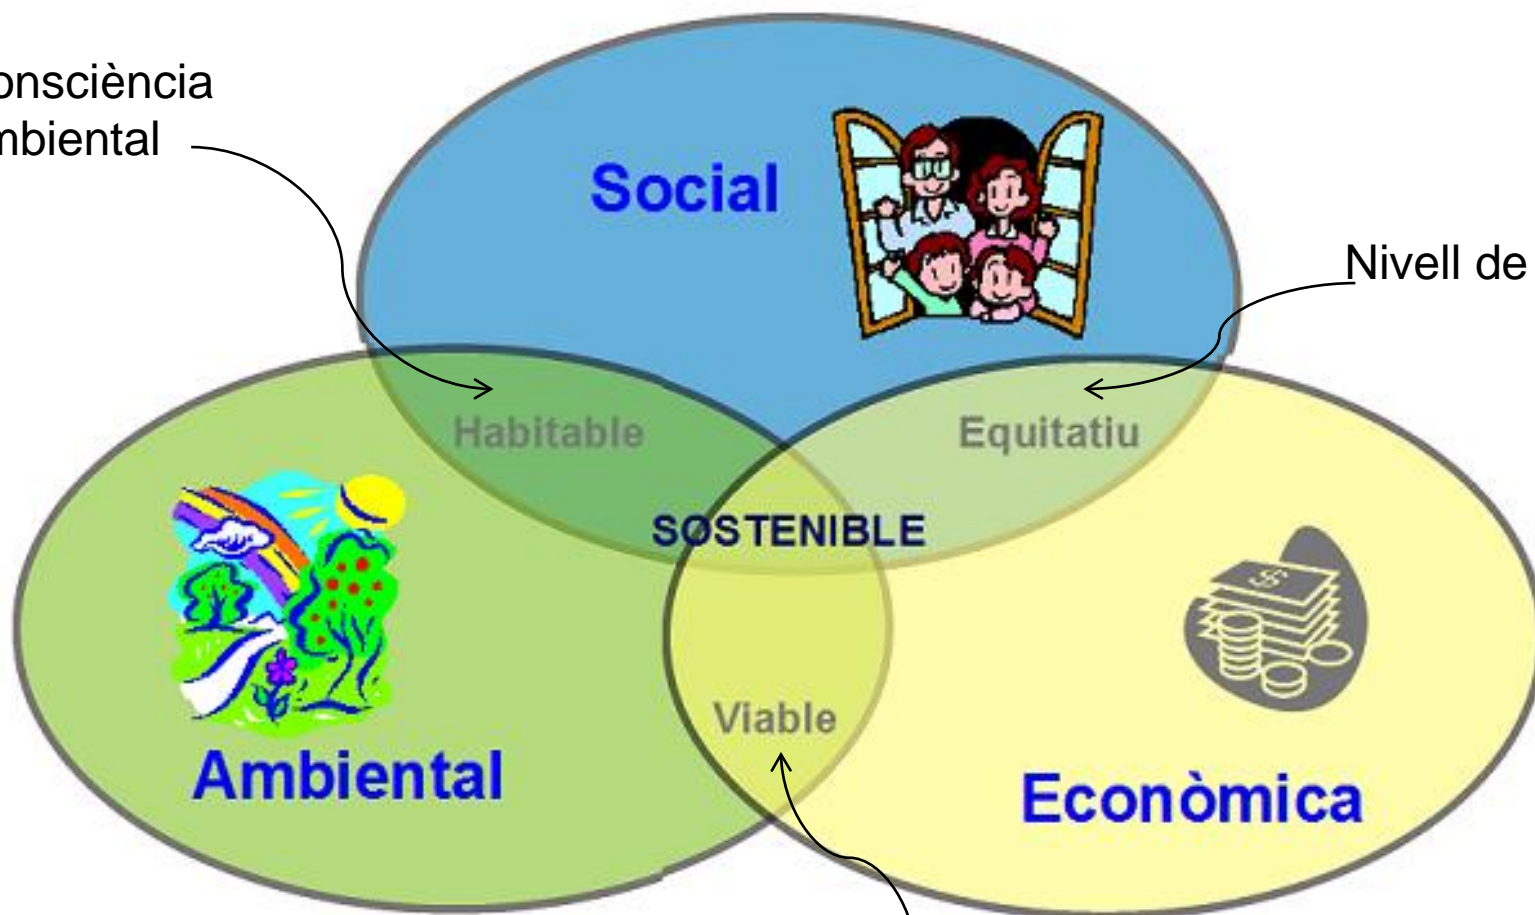 onsciència
mbiental
Social
Nivell de
Habitable
Equitatiu
SOSTENIBLE
$
Viable
Ambiental
Econòmica